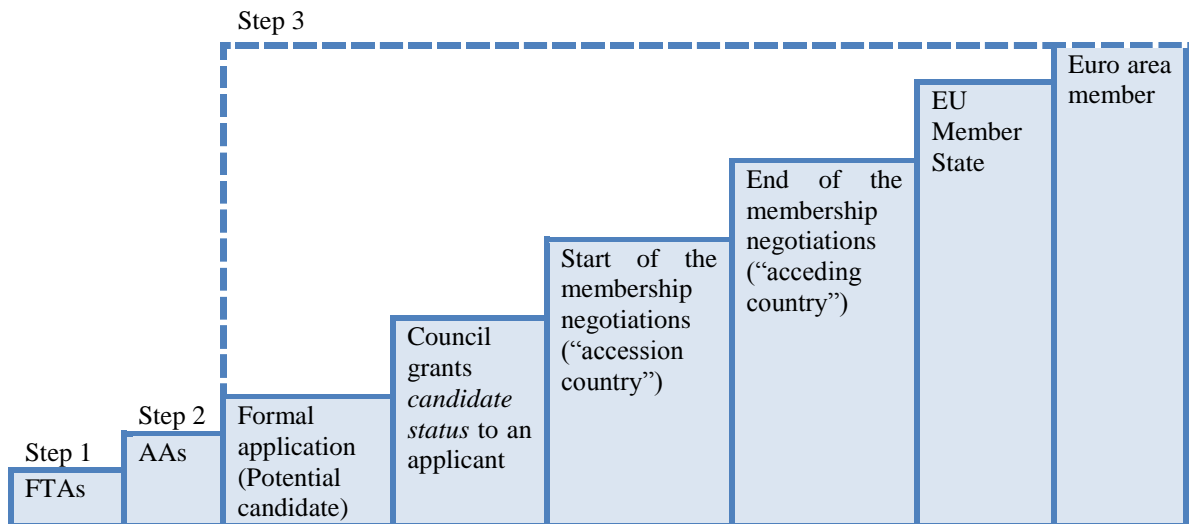 Step 3
Step 1
FTAs
Step 2
AAs
Formal
application
(Potential
candidate)
Council
grants
candidate
status to an
applicant
Start of the
membership
negotiations
(“accession
country”)
End of the
membership
negotiations
(“acceding
country”)
EU
Member
State
Euro area
member